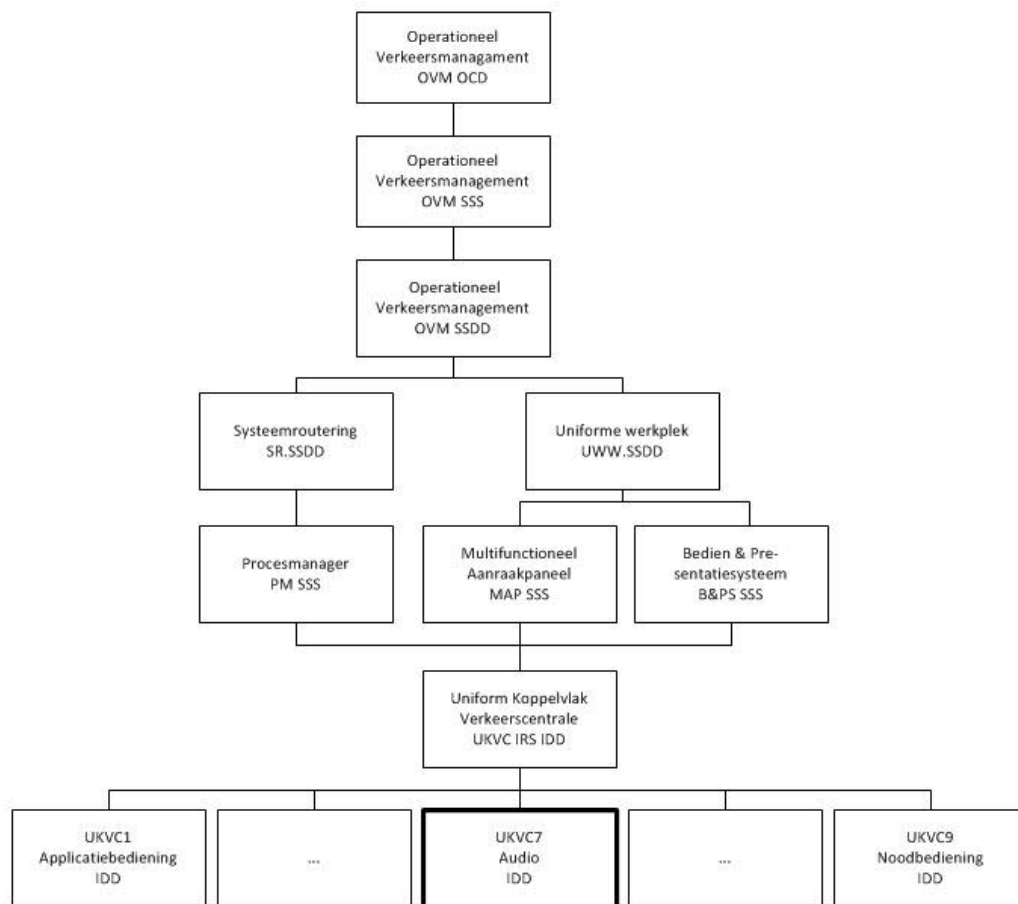 Operationeel
Verkeersmanagament
OVM OCD
Operationeel
Verkeersmanagement
OVM SSS
Operationeel
Verkeersmanagement
OVM SSDD
Systeemroutering
SR.SSDD
Uniforme werkplek
UWW.SSDD
Procesmanager
PM SSS
Multifunctioneel
Aanraakpaneel
MAP SSS
Bedien & Pre-
sentatiesysteem
B&PS SSS
Uniform Koppelvlak
Verkeerscentrale
UKVC IRS IDD
UKVC1
Applicatiebediening
IDD
...
UKVC7
Audio
IDD
...
UKVC9
Noodbediening
IDD